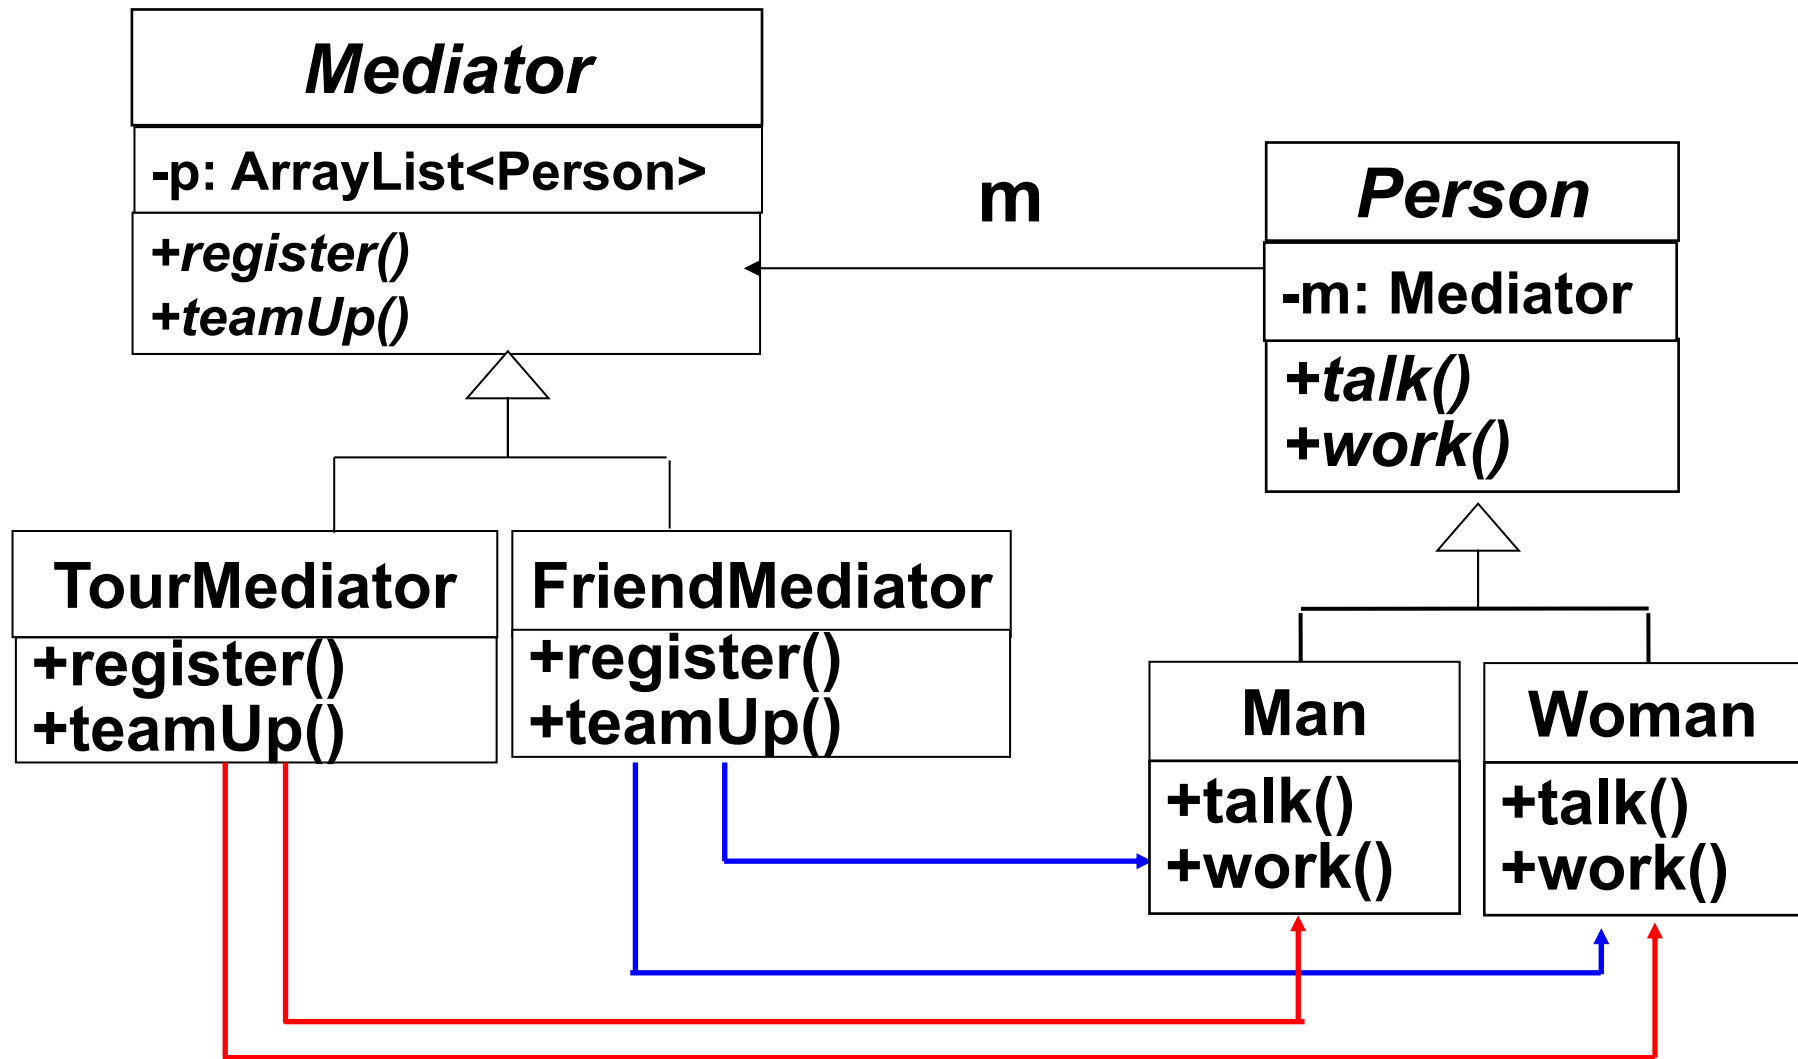 Mediator
-p: ArrayList<Person>
+register()
+teamUp()
m
Person
-m: Mediator
+talk()
+work()
TourMediator
+register()
+teamUp()
FriendMediator
+register()
+teamUp()
Man
+talk()
+work()
Woman
+talk()
+work()